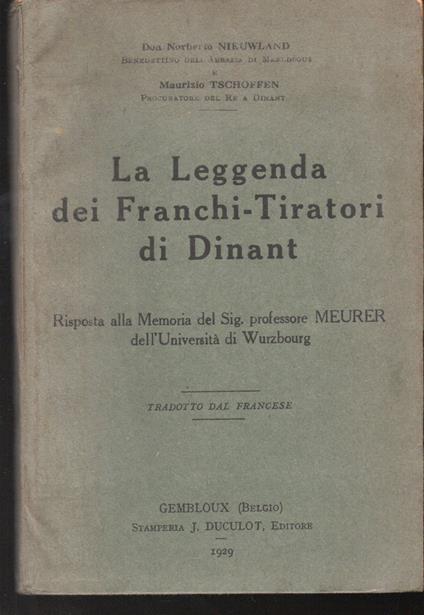 Don Norberto NIEUWLAND
Benedettino dell'Abbazia di Maredsous
E
Maurizio TSCHOFFEN
Procuratore del Re a Dinant
La Leggenda
dei Franchi-Tiratori
di Dinant
Risposta alla Memoria del Sig. professore MEURER
dell'Università di Wurzbourg
TRADOTTO DAL FRANCESE
GEMBLOUX (Belgio)
Stamperia J. DUCULOT, Editore
1929